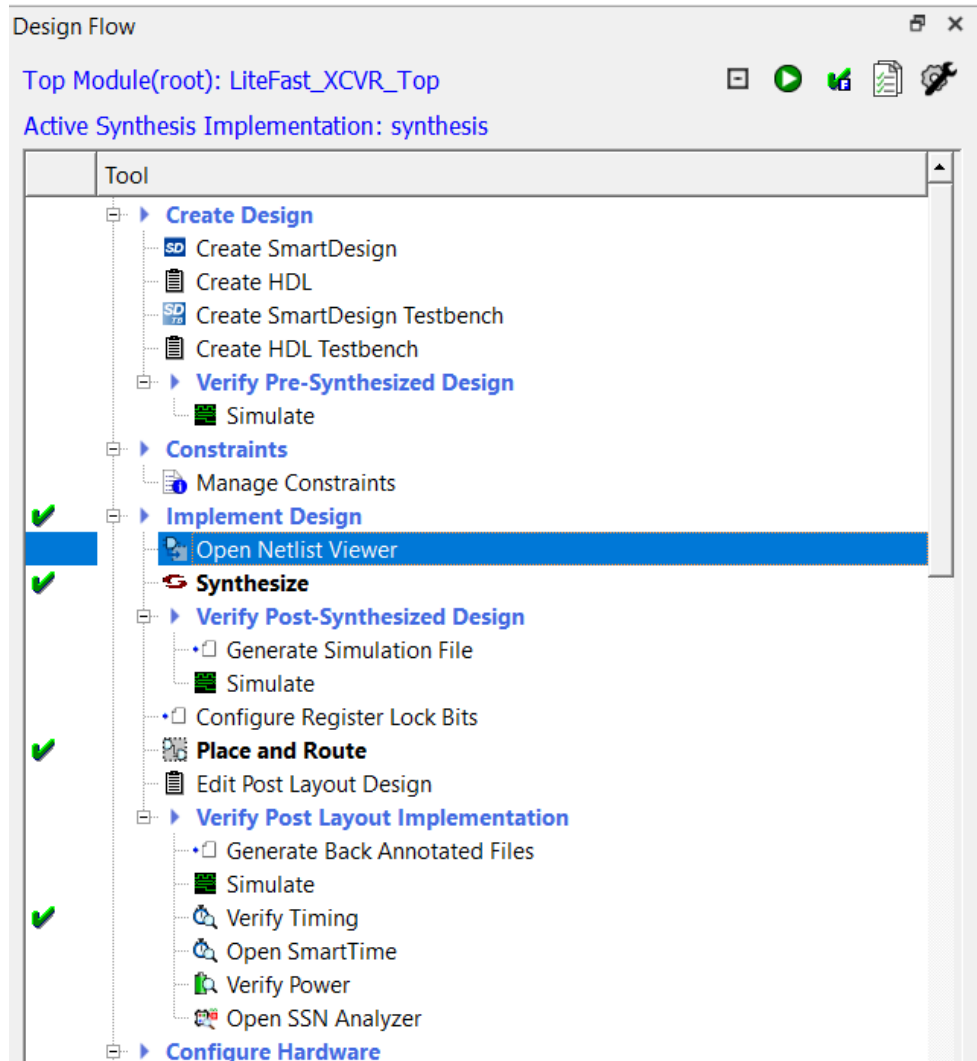 Design Flow
Top Module(root): LiteFast_XCVR_Top
Active Synthesis Implementation: synthesis
Tool
Create Design
Create SmartDesign
Create HDL
Create SmartDesign Testbench
Create HDL Testbench
Verify Pre-Synthesized Design
Simulate
Constraints
Manage Constraints
Implement Design
Open Netlist Viewer
Synthesize
Verify Post-Synthesized Design
Generate Simulation File
Simulate
Configure Register Lock Bits
Place and Route
Edit Post Layout Design
Verify Post Layout Implementation
Generate Back Annotated Files
Simulate
Verify Timing
Open SmartTime
Verify Power
Open SSN Analyzer
Configure Hardware